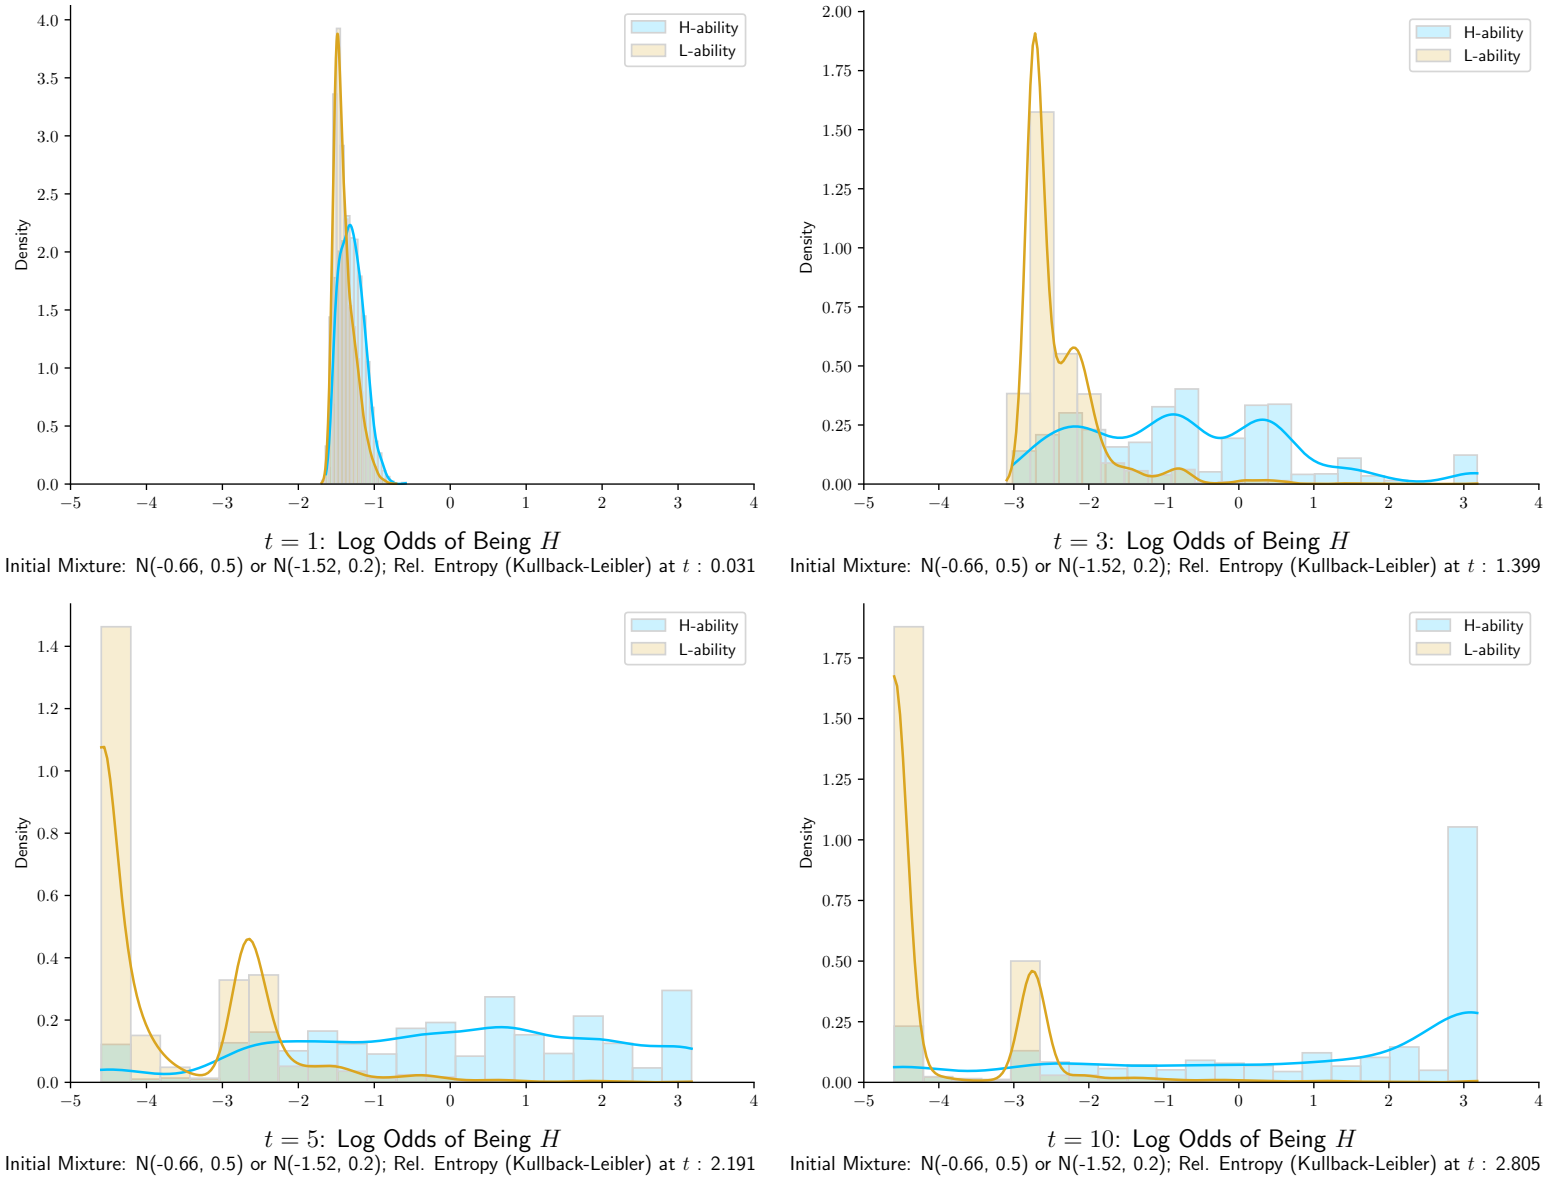 H-ability
L-ability
Density
4.0
3.5
3.0
2.5
2.0
1.5
1.0
0.5
0.0
−5 −4 −3 −2 −1 0 1 2 3 4
t = 1: Log Odds of Being H
Initial Mixture: N(-0.66, 0.5) or N(-1.52, 0.2); Rel. Entropy (Kullback-Leibler) at t : 0.031
H-ability
L-ability
Density
2.00
1.75
1.50
1.25
1.00
0.75
0.50
0.25
0.00
−5 −4 −3 −2 −1 0 1 2 3 4
t = 3: Log Odds of Being H
Initial Mixture: N(-0.66, 0.5) or N(-1.52, 0.2); Rel. Entropy (Kullback-Leibler) at t : 1.399
H-ability
L-ability
Density
1.4
1.2
1.0
0.8
0.6
0.4
0.2
0.0
−5 −4 −3 −2 −1 0 1 2 3 4
t = 5: Log Odds of Being H
Initial Mixture: N(-0.66, 0.5) or N(-1.52, 0.2); Rel. Entropy (Kullback-Leibler) at t : 2.191
H-ability
L-ability
Density
1.75
1.50
1.25
1.00
0.75
0.50
0.25
0.00
−5 −4 −3 −2 −1 0 1 2 3 4
t = 10: Log Odds of Being H
Initial Mixture: N(-0.66, 0.5) or N(-1.52, 0.2); Rel. Entropy (Kullback-Leibler) at t : 2.805